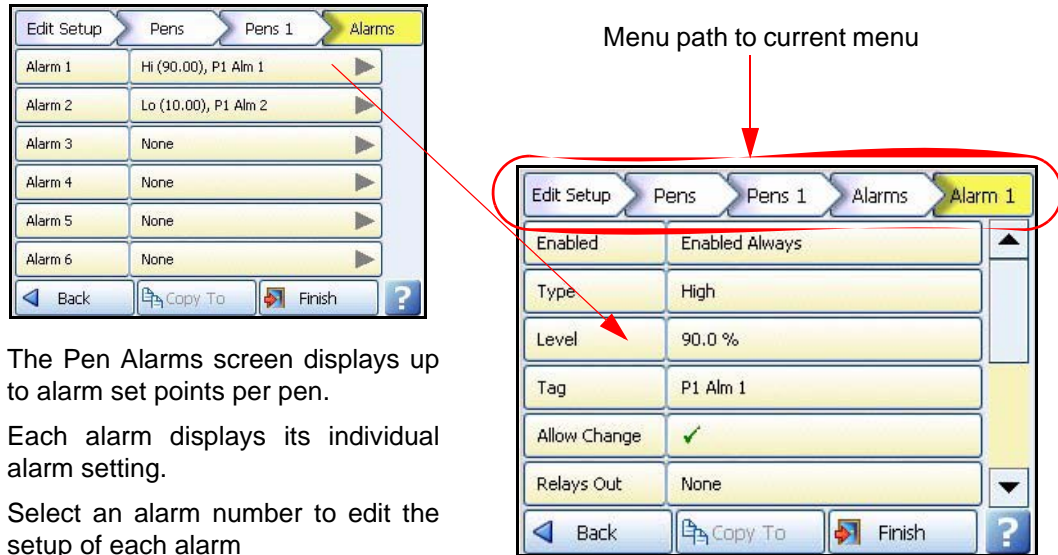 Edit Setup Pens Pens 1 Alarms
Alarm 1 Hi (90.00), P1 Alm 1
Alarm 2 Lo (10.00), P1 Alm 2
Alarm 3 None
Alarm 4 None
Alarm 5 None
Alarm 6 None
Back Copy To Finish ?
The Pen Alarms screen displays up
to alarm set points per pen.
Each alarm displays its individual
alarm setting.
Select an alarm number to edit the
setup of each alarm
Menu path to current menu
Edit Setup Pens Pens 1 Alarms Alarm 1
Enabled Enabled Always
Type High
Level 90.0 %
Tag P1 Alm 1
Allow Change ✓
Relays Out None
Back Copy To Finish ?